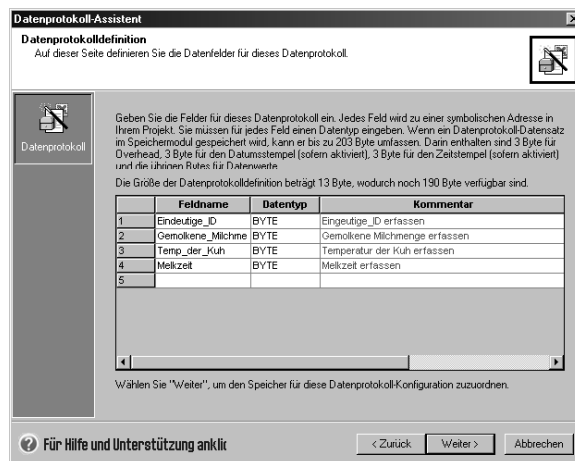 Datenprotokoll-Assistent
Datenprotokolldefinition
Auf dieser Seite definieren Sie die Datenfelder für dieses Datenprotokoll.
Datenprotokoll
Geben Sie die Felder für dieses Datenprotokoll ein. Jedes Feld wird zu einer symbolischen Adresse in
Ihrem Projekt. Sie müssen für jedes Feld einen Datentyp eingeben. Wenn ein Datenprotokoll-Datensatz
im Speichermodul gespeichert wird, kann er bis zu 203 Byte umfassen. Darin enthalten sind 3 Byte für
Overhead, 3 Byte für den Datumsstempel (sofern aktiviert), 3 Byte für den Zeitstempel (sofern aktiviert)
und die übrigen Bytes für Datenwerte.
Die Größe der Datenprotokolldefinition beträgt 13 Byte, wodurch noch 190 Byte verfügbar sind.
Feldname Datentyp Kommentar
1 Eindeutige_ID BYTE Eingeutige_ID erfassen
2 Gemolkene_Milchme BYTE Gemolkene Milchmenge erfassen
3 Temp_der_Kuh BYTE Temperatur der Kuh erfassen
4 Melkzeit BYTE Melkzeit erfassen
5
Wählen Sie "Weiter", um den Speicher für diese Datenprotokoll-Konfiguration zuzuordnen.
? Für Hilfe und Unterstützung anklic
< Zurück Weiter > Abbrechen